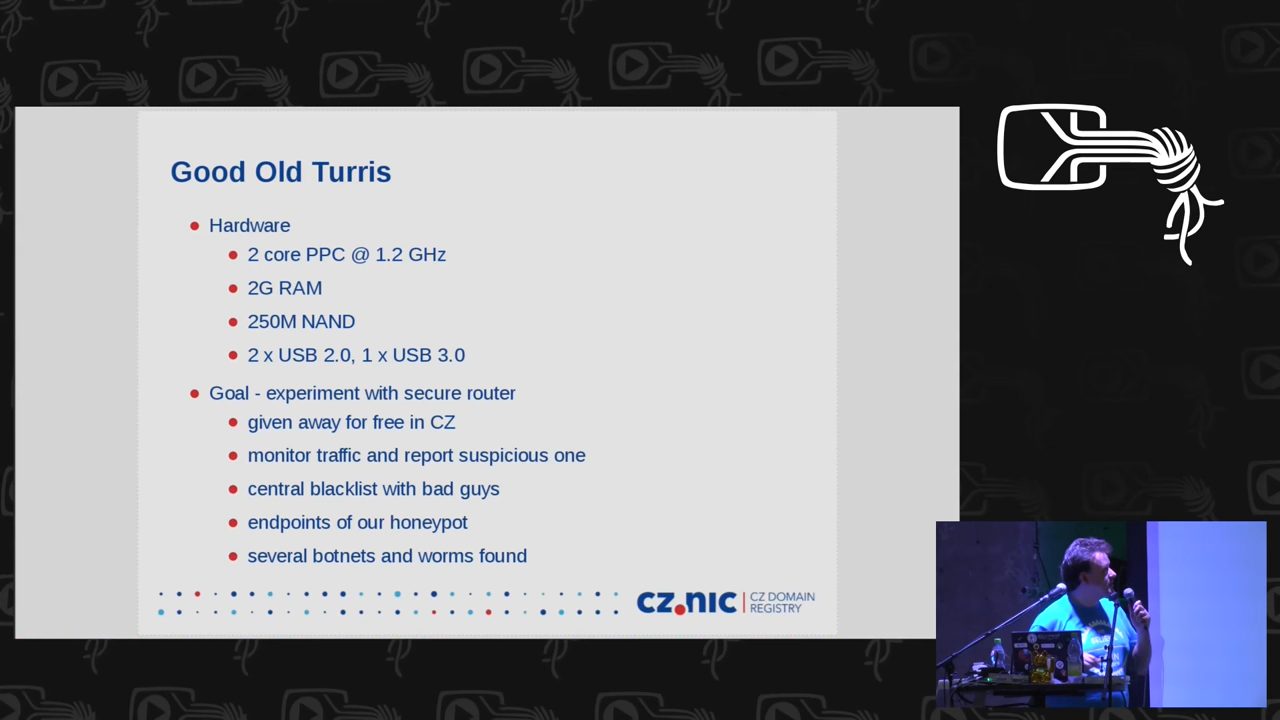 Good Old Turris
Hardware
2 core PPC @ 1.2 GHz
2G RAM
250M NAND
2 x USB 2.0, 1 x USB 3.0
Goal - experiment with secure router
given away for free in CZ
monitor traffic and report suspicious one
central blacklist with bad guys
endpoints of our honeypot
several botnets and worms found
cz.nic
CZ DOMAIN
REGISTRY